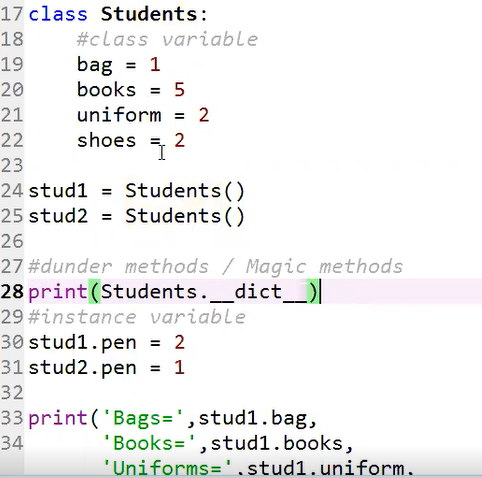 17 class Students:
18     #class variable
19     bag = 1
20     books = 5
21     uniform = 2
22     shoes = 2
23
24 stud1 = Students()
25 stud2 = Students()
26
27 #dunder methods / Magic methods
28 print(Students.__dict__)
29 #instance variable
30 stud1.pen = 2
31 stud2.pen = 1
32
33 print('Bags=',stud1.bag,
34       'Books=',stud1.books,
      'Uniforms=',stud1.uniform,